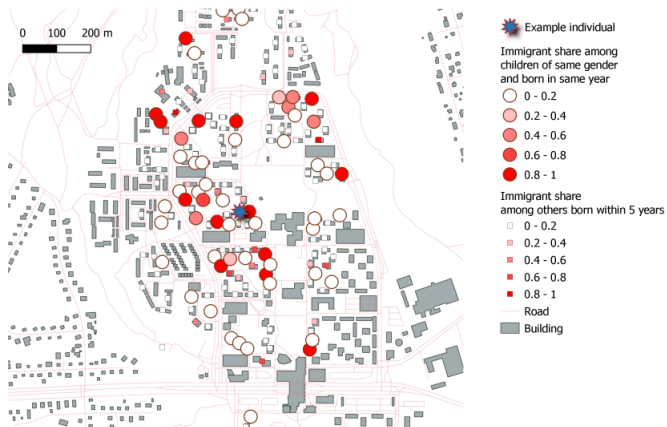 0 100 200 m
Example individual
Immigrant share among
children of same gender
and born in same year
0 - 0.2
0.2 - 0.4
0.4 - 0.6
0.6 - 0.8
0.8 - 1
Immigrant share
among others born within 5 years
0 - 0.2
0.2 - 0.4
0.4 - 0.6
0.6 - 0.8
0.8 - 1
Road
Building